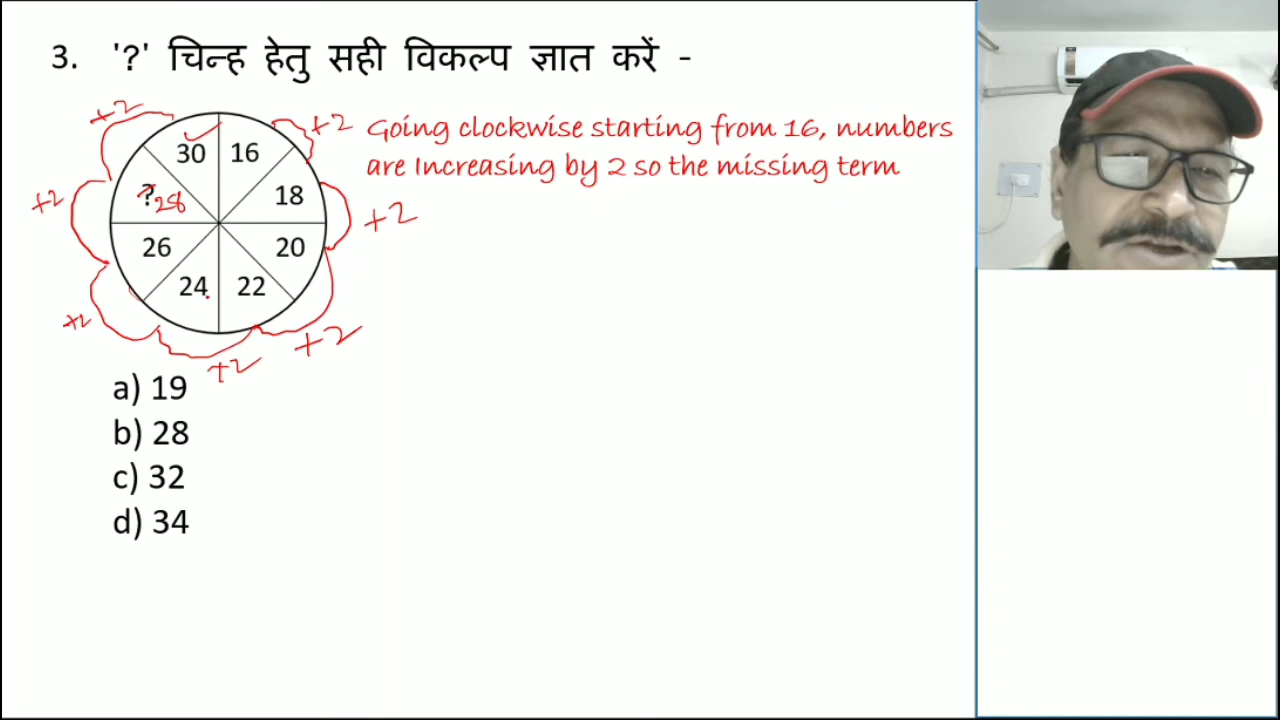 3. '?' चिन्ह हेतु सही विकल्प ज्ञात करें -
+2
+2
Going clockwise starting from 16, numbers
are Increasing by 2 so the missing term
30 16
? 28 18
+2
+2
26 20
24 22
+2
+2
+2
a) 19
b) 28
c) 32
d) 34